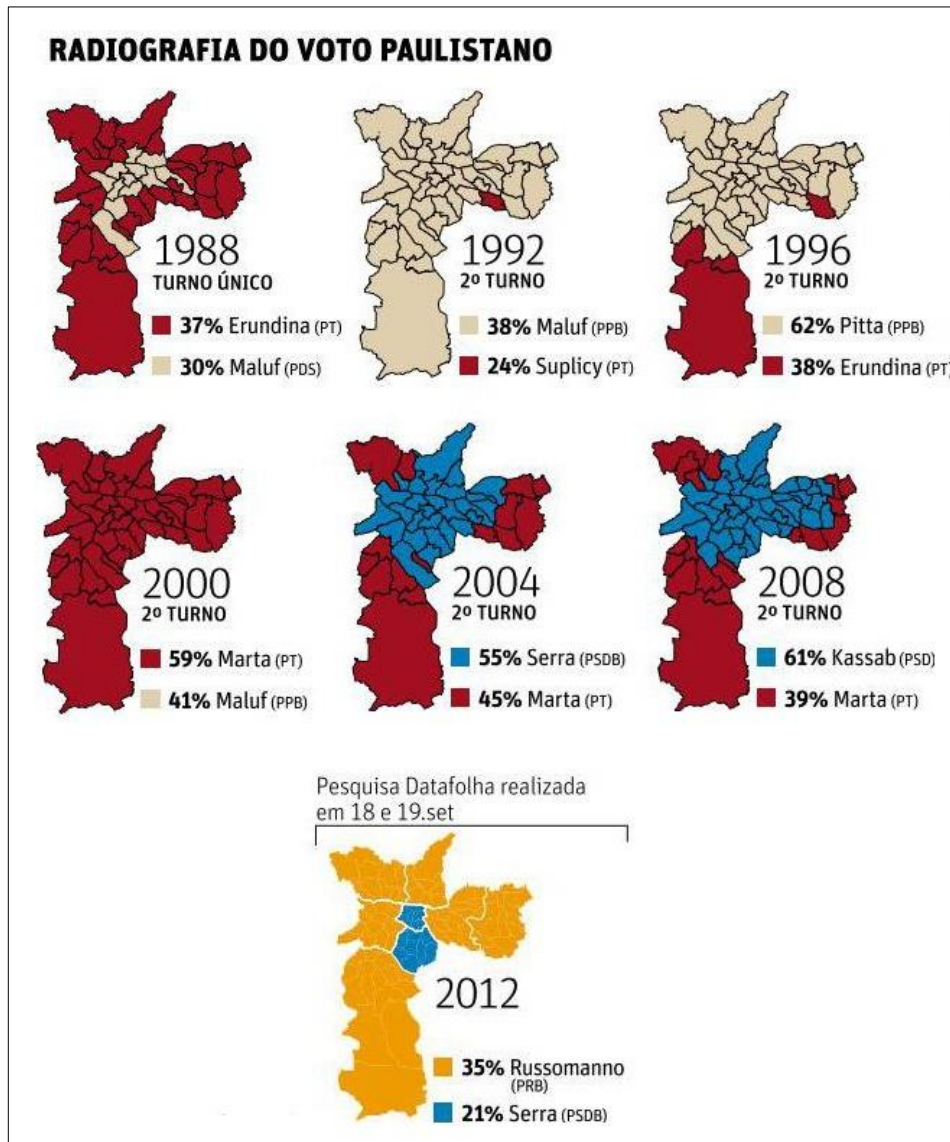 RADIOGRAFIA DO VOTO PAULISTANO
1988
TURNO ÚNICO
37% Erundina (PT)
30% Maluf (PDS)
1992
2º TURNO
38% Maluf (PPB)
24% Suplicy (PT)
1996
2º TURNO
62% Pitta (PPB)
38% Erundina (PT)
2000
2º TURNO
59% Marta (PT)
41% Maluf (PPB)
2004
2º TURNO
55% Serra (PSDB)
45% Marta (PT)
2008
2º TURNO
61% Kassab (PSD)
39% Marta (PT)
Pesquisa Datafolha realizada
em 18 e 19.set
2012
35% Russomanno
(PRB)
21% Serra (PSDB)